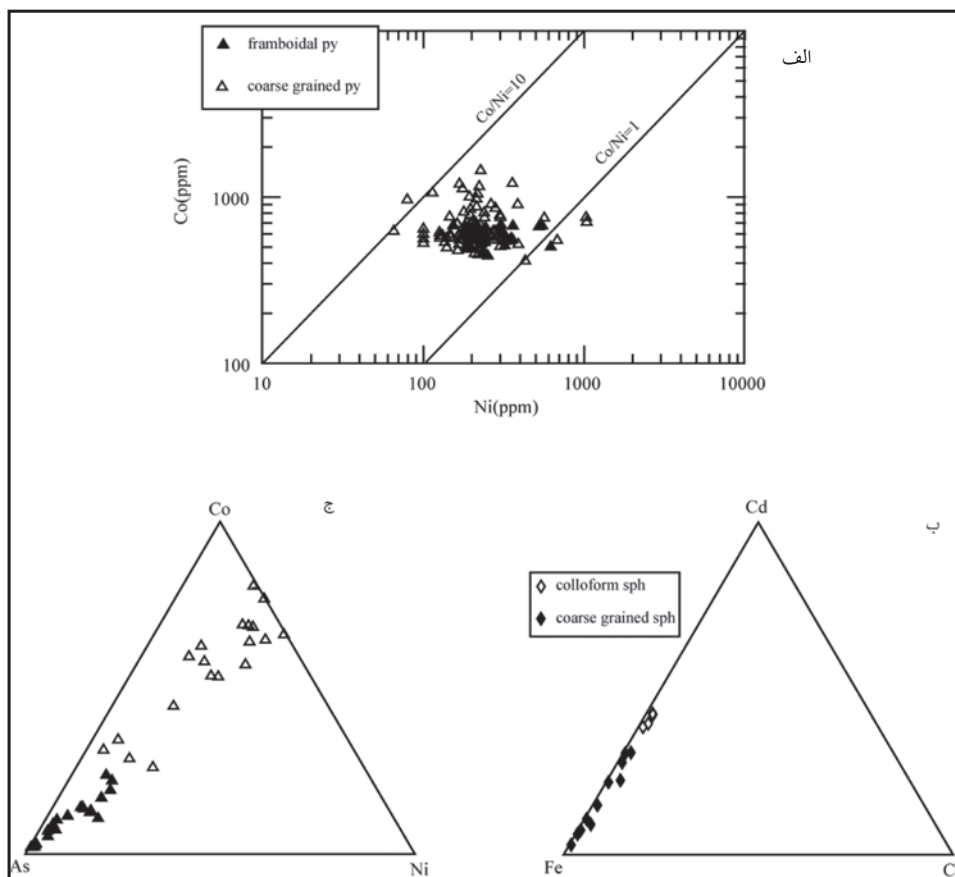 framboidal py
coarse grained py
الف
Co/Ni=10
Co/Ni=1
Co(ppm)
1000
100
10
100
1000
10000
Ni(ppm)
Co
ج
As
Ni
Cd
ب
colloform sph
coarse grained sph
Fe
C